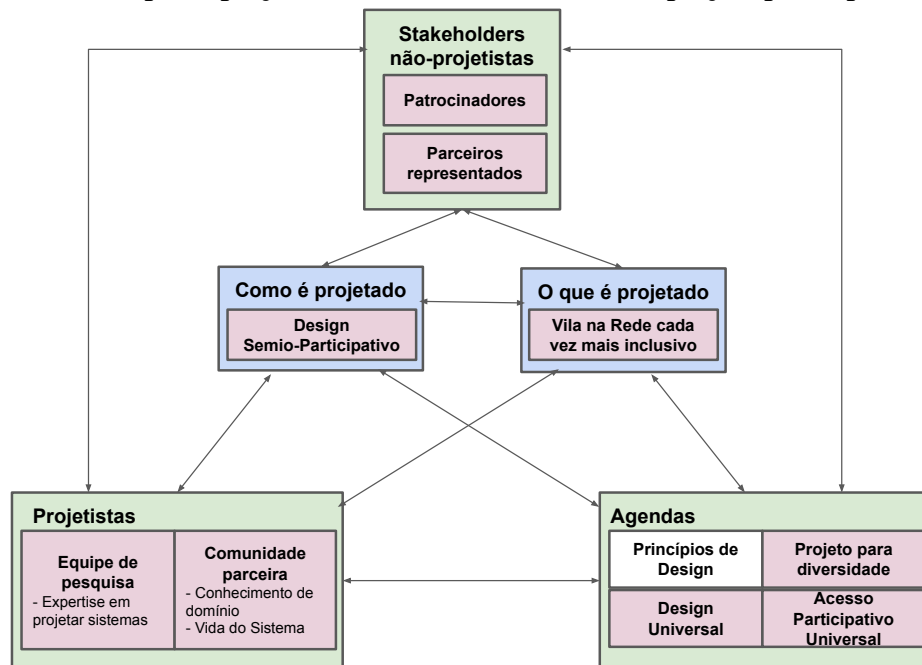 Stakeholders
não-projetistas
Patrocinadores
Parceiros
representados
Como é projetado
Design
Semio-Participativo
O que é projetado
Vila na Rede cada
vez mais inclusivo
Projetistas
Equipe de
pesquisa
- Expertise em
projetar sistemas
Comunidade
parceira
- Conhecimento de
domínio
- Vida do Sistema
Agendas
Princípios de
Design
Projeto para
diversidade
Design
Universal
Acesso
Participativo
Universal